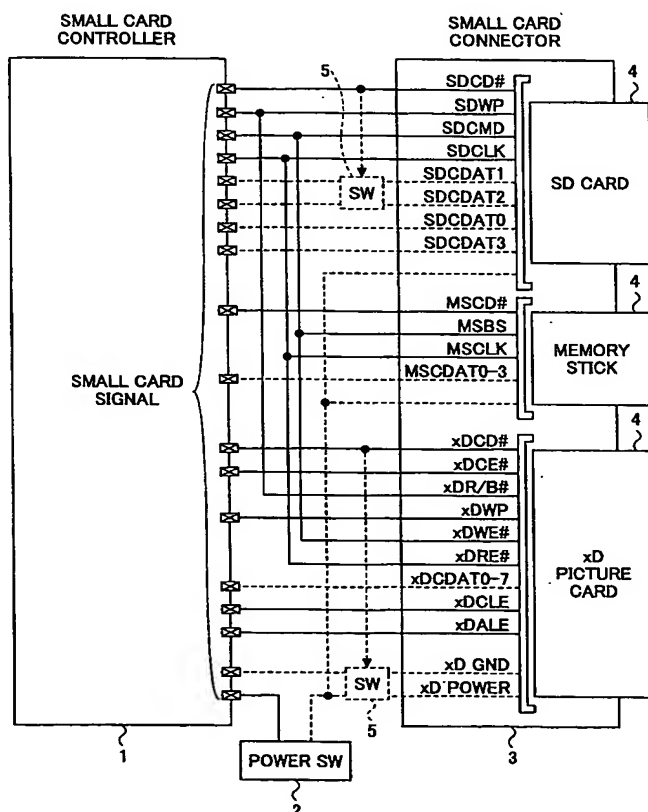 SMALL CARD
CONTROLLER
SMALL CARD
CONNECTOR
5
4
SDCD#
SDWP
SDCMD
SDCLK
SDCDAT1
SW
SDCDAT2
SDCDAT0
SDCDAT3
SD CARD
4
MSCD#
MSBS
MSCLK
MSCDAT0-3
MEMORY
STICK
SMALL CARD
SIGNAL
4
xDCD#
xDCE#
xDR/B#
xDWP
xDWE#
xDRE#
xDCDAT0-7
xDCLE
xDALE
xD GND
SW
xD POWER
xD
PICTURE
CARD
1
5
3
POWER SW
2